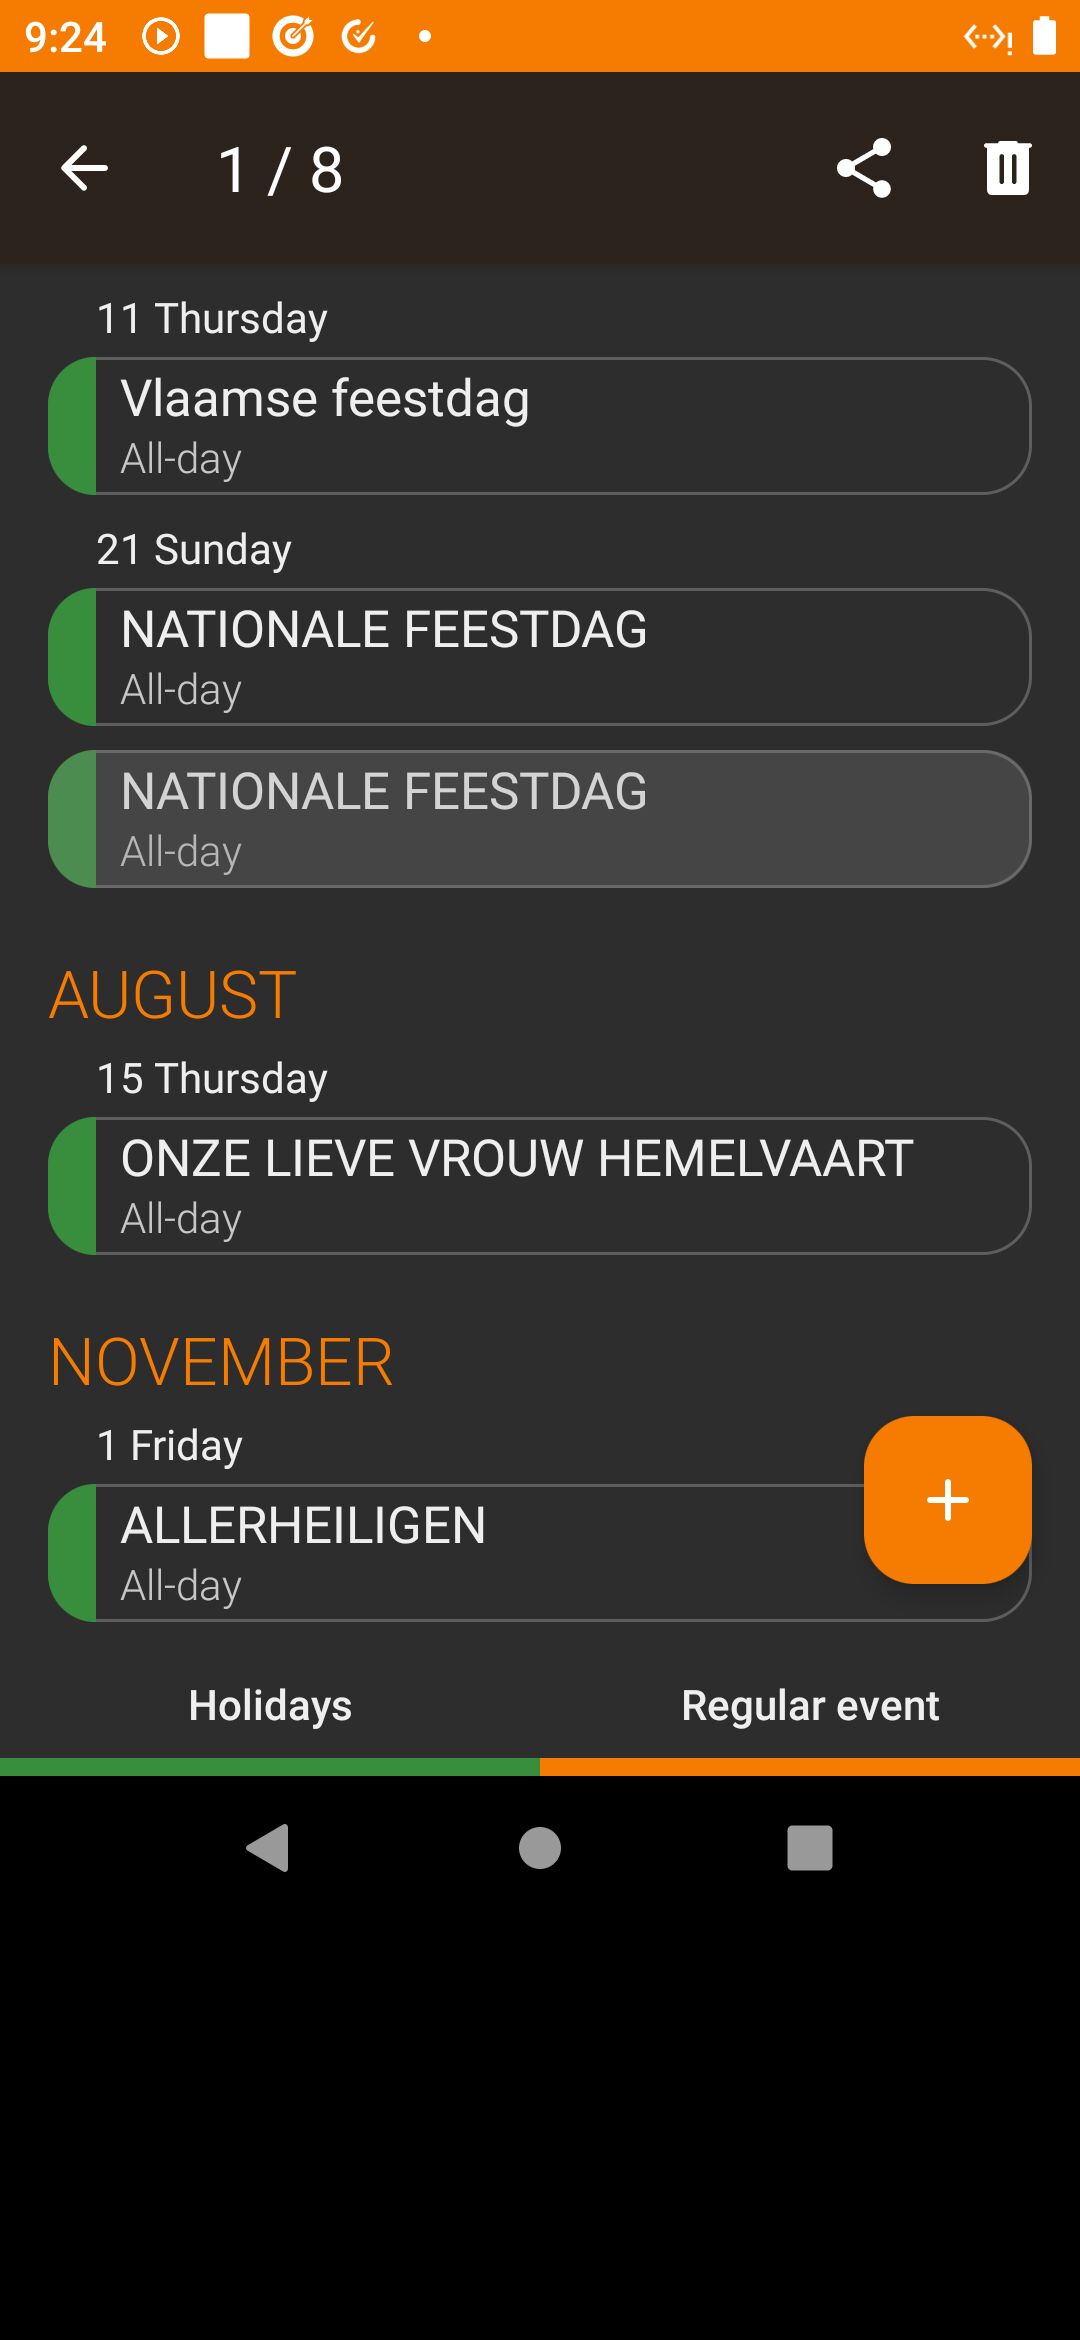 9:24
1 / 8
11 Thursday
Vlaamse feestdag
All-day
21 Sunday
NATIONALE FEESTDAG
All-day
NATIONALE FEESTDAG
All-day
AUGUST
15 Thursday
ONZE LIEVE VROUW HEMELVAART
All-day
NOVEMBER
1 Friday
ALLERHEILIGEN
All-day
Holidays
Regular event